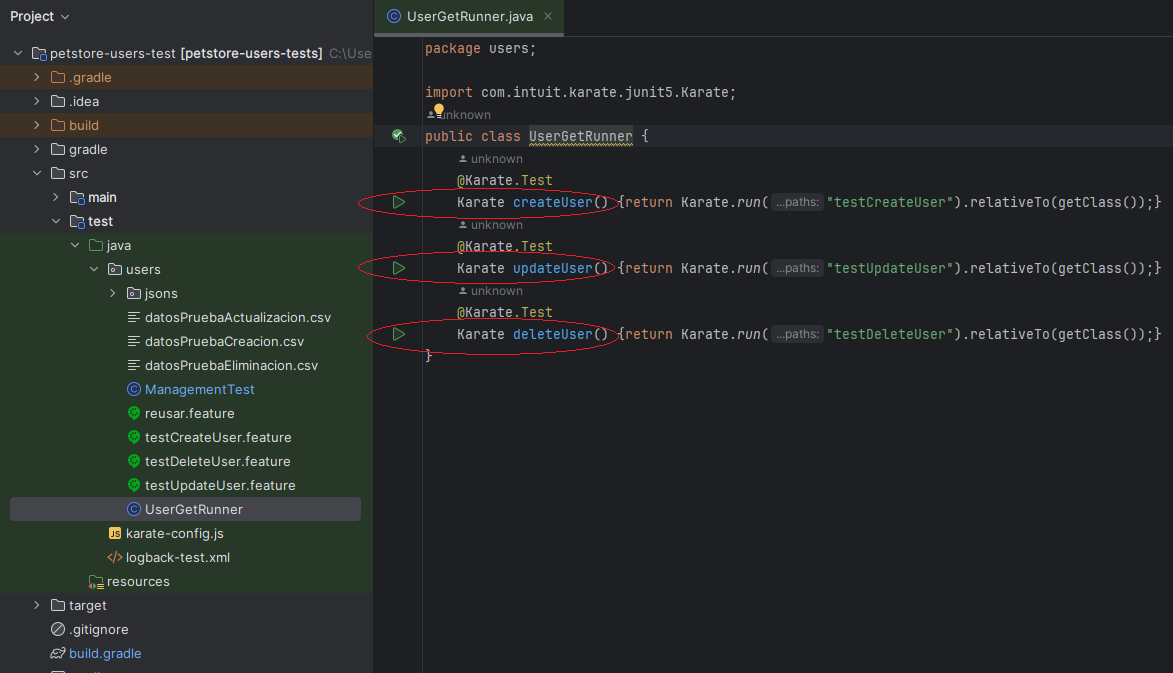 Project
petstore-users-test [petstore-users-tests] C:\Use
.gradle
.idea
build
gradle
src
main
test
java
users
jsons
datosPruebaActualizacion.csv
datosPruebaCreacion.csv
datosPruebaEliminacion.csv
ManagementTest
reusar.feature
testCreateUser.feature
testDeleteUser.feature
testUpdateUser.feature
UserGetRunner
JS karate-config.js
</> logback-test.xml
resources
target
.gitignore
build.gradle
UserGetRunner.java
package users;
import com.intuit.karate.junit5.Karate;
unknown
public class UserGetRunner {
unknown
@Karate.Test
Karate createUser() {return Karate.run( ...paths: "testCreateUser").relativeTo(getClass());}
unknown
@Karate.Test
Karate updateUser() {return Karate.run( ...paths: "testUpdateUser").relativeTo(getClass());}
unknown
@Karate.Test
Karate deleteUser() {return Karate.run( ...paths: "testDeleteUser").relativeTo(getClass());}
}